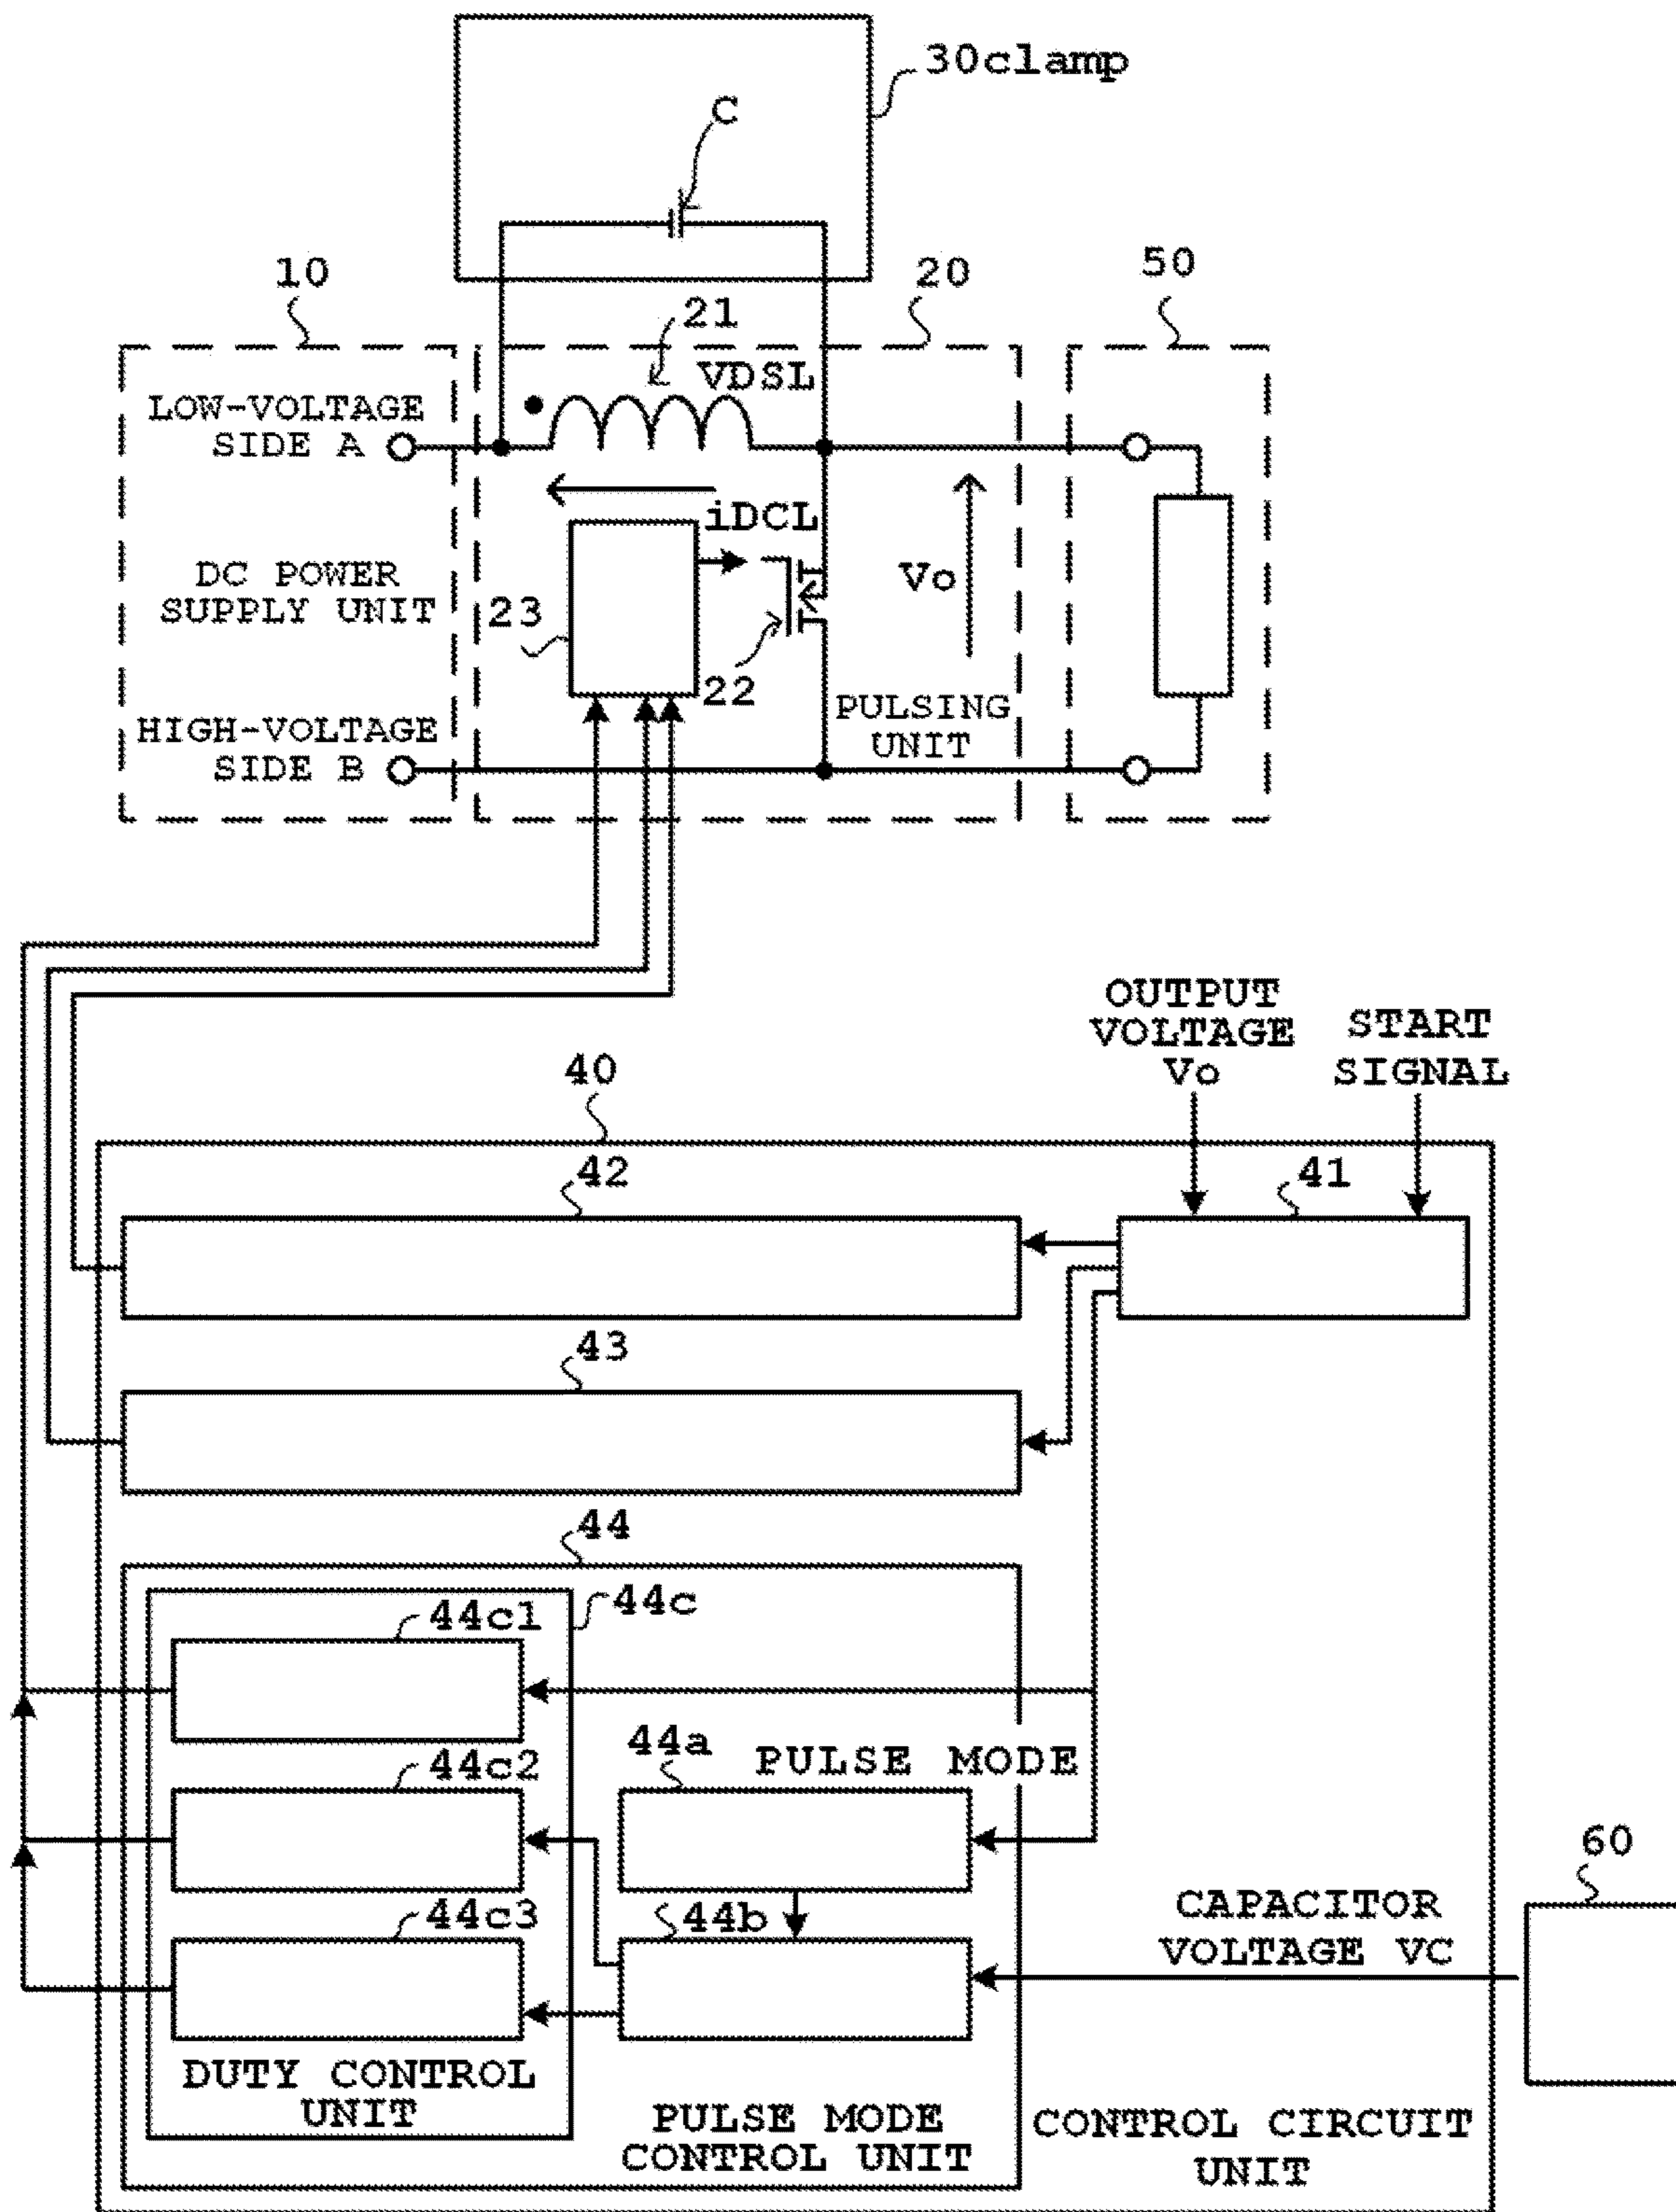 30clamp
C
10
20
50
21
VDSL
LOW-VOLTAGE
SIDE A
iDCL
DC POWER
SUPPLY UNIT
Vo
23
22
PULSING
UNIT
HIGH-VOLTAGE
SIDE B
OUTPUT
VOLTAGE
Vo
START
SIGNAL
40
42
41
43
44
44c
44c1
44a
PULSE MODE
44c2
60
44c3
44b
CAPACITOR
VOLTAGE VC
DUTY CONTROL
UNIT
PULSE MODE
CONTROL UNIT
CONTROL CIRCUIT
UNIT